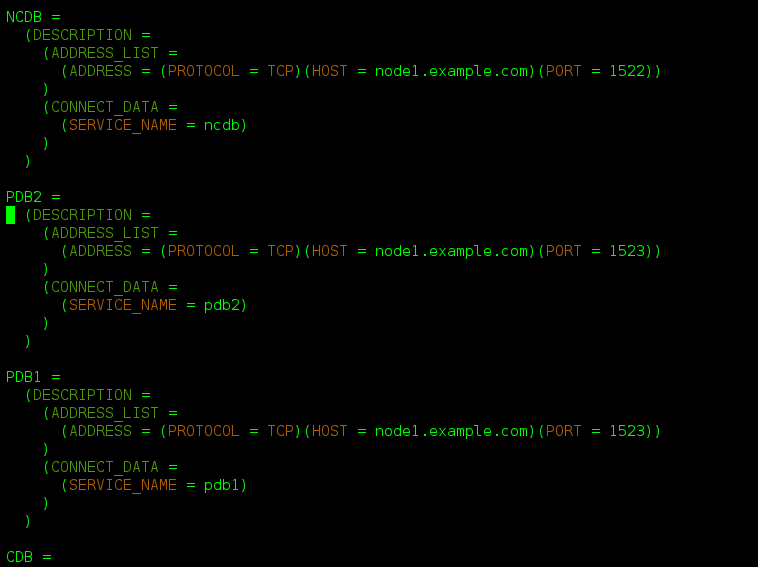 NCDB =
  (DESCRIPTION =
    (ADDRESS_LIST =
      (ADDRESS = (PROTOCOL = TCP)(HOST = node1.example.com)(PORT = 1522))
    )
    (CONNECT_DATA =
      (SERVICE_NAME = ncdb)
    )
  )

PDB2 =
  (DESCRIPTION =
    (ADDRESS_LIST =
      (ADDRESS = (PROTOCOL = TCP)(HOST = node1.example.com)(PORT = 1523))
    )
    (CONNECT_DATA =
      (SERVICE_NAME = pdb2)
    )
  )

PDB1 =
  (DESCRIPTION =
    (ADDRESS_LIST =
      (ADDRESS = (PROTOCOL = TCP)(HOST = node1.example.com)(PORT = 1523))
    )
    (CONNECT_DATA =
      (SERVICE_NAME = pdb1)
    )
  )

CDB =